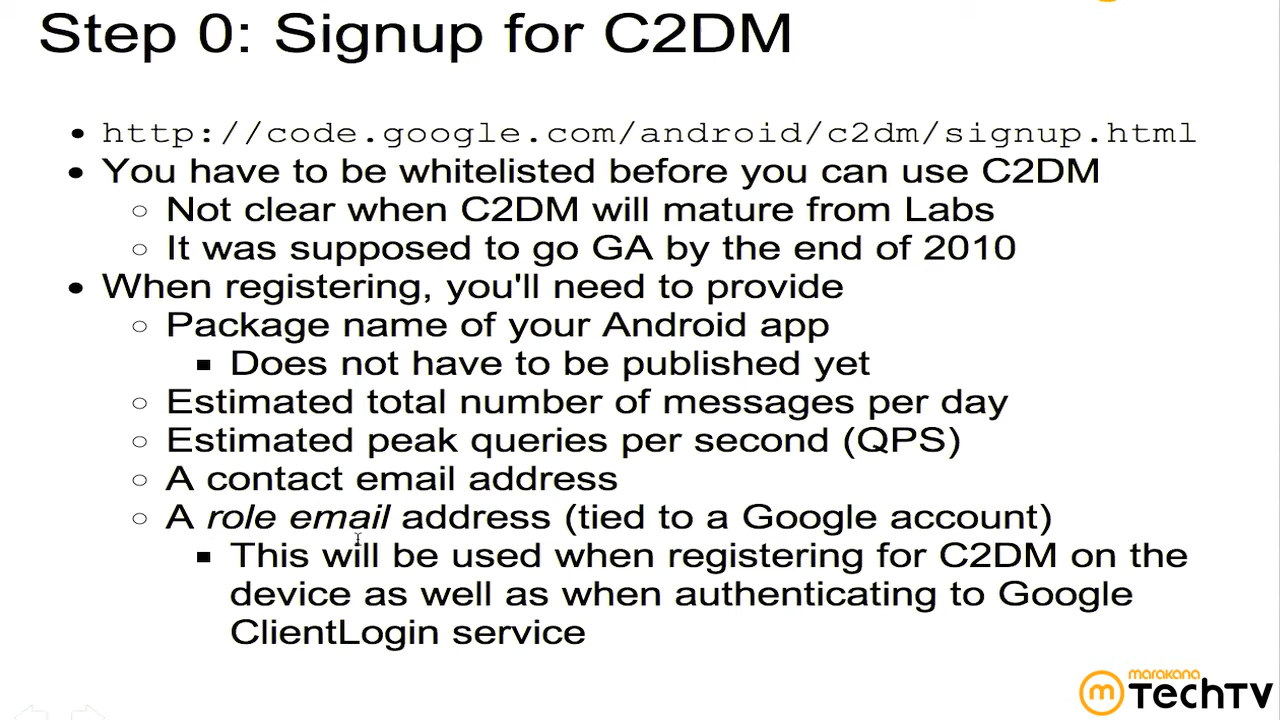 Step 0: Signup for C2DM
• http://code.google.com/android/c2dm/signup.html
• You have to be whitelisted before you can use C2DM
○ Not clear when C2DM will mature from Labs
○ It was supposed to go GA by the end of 2010
• When registering, you'll need to provide
○ Package name of your Android app
■ Does not have to be published yet
○ Estimated total number of messages per day
○ Estimated peak queries per second (QPS)
○ A contact email address
○ A role email address (tied to a Google account)
■ This will be used when registering for C2DM on the
device as well as when authenticating to Google
ClientLogin service
marakana
m TechTV